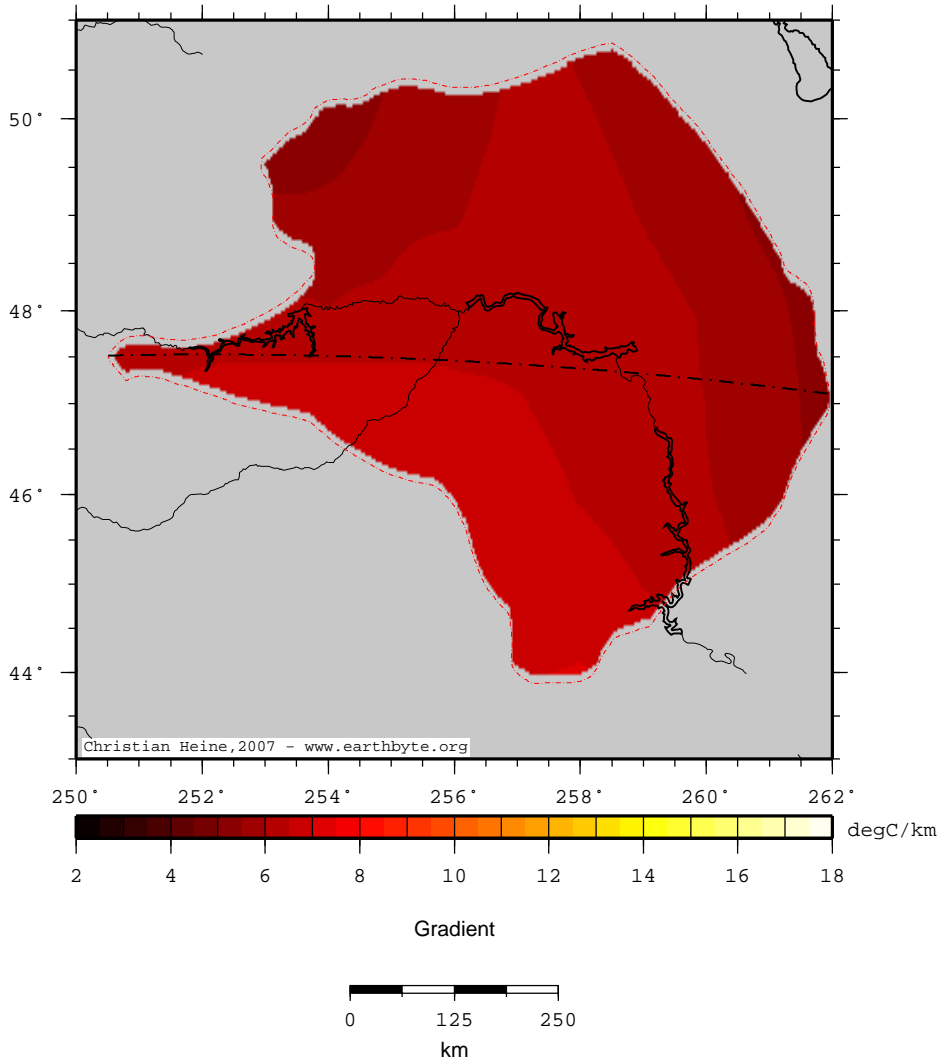 50°
48°
46°
44°
Christian Heine,2007 - www.earthbyte.org
250° 252° 254° 256° 258° 260° 262°
degC/km
2 4 6 8 10 12 14 16 18
Gradient
0 125 250
km